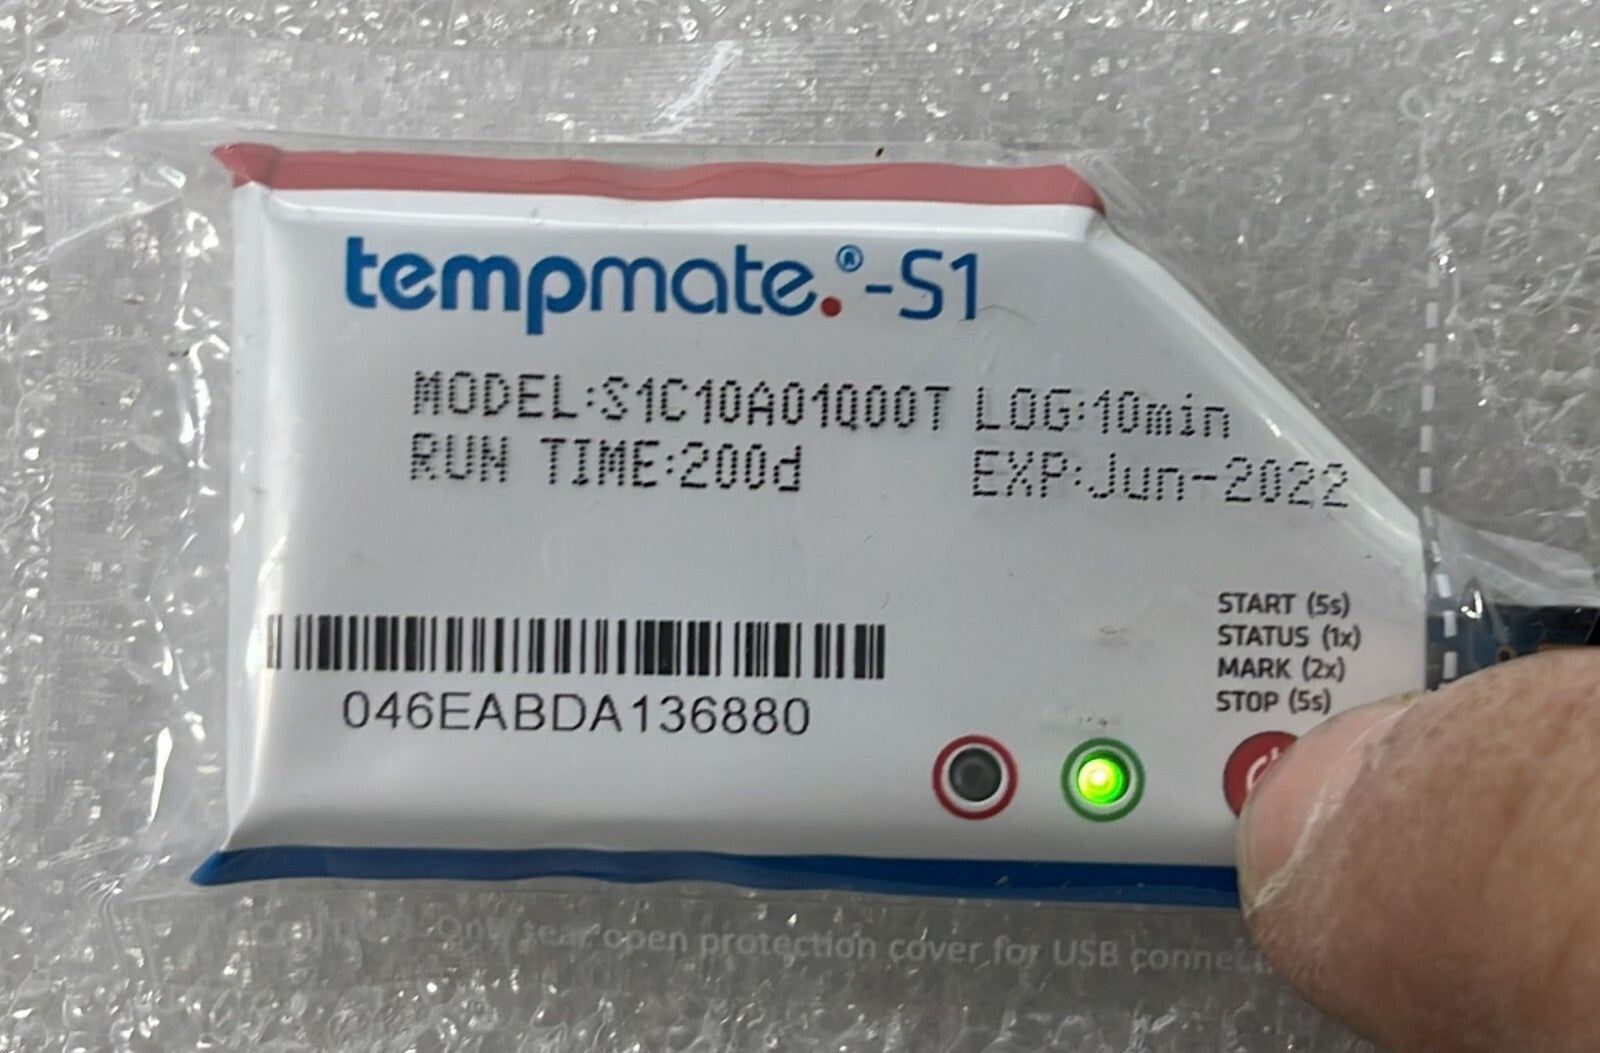 tempmate.®-S1
MODEL:S1C10A01Q00T LOG:10min
RUN TIME:200d EXP:Jun-2022
START (5s)
STATUS (1x)
MARK (2x)
STOP (5s)
046EABDA136880
tear open protection cover for USB